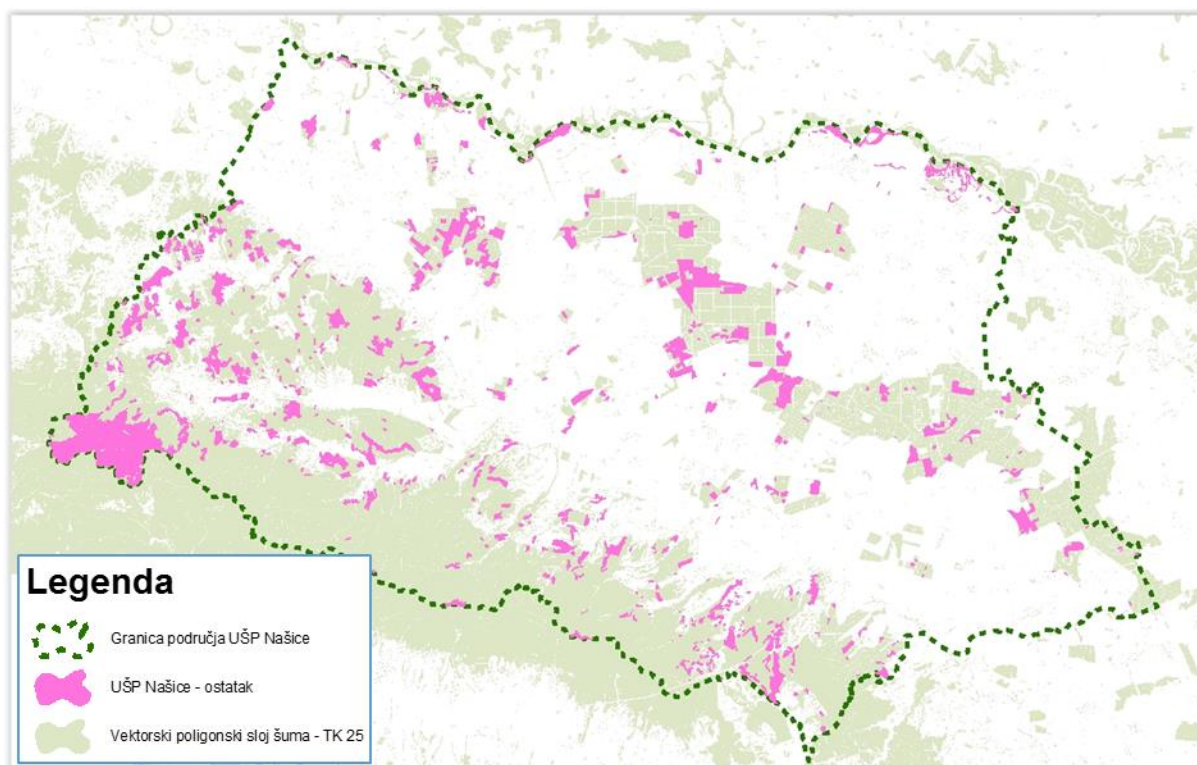 Legenda
Granica područja UŠP Našice
UŠP Našice - ostatak
Vektorski poligonski sloj šuma - TK 25